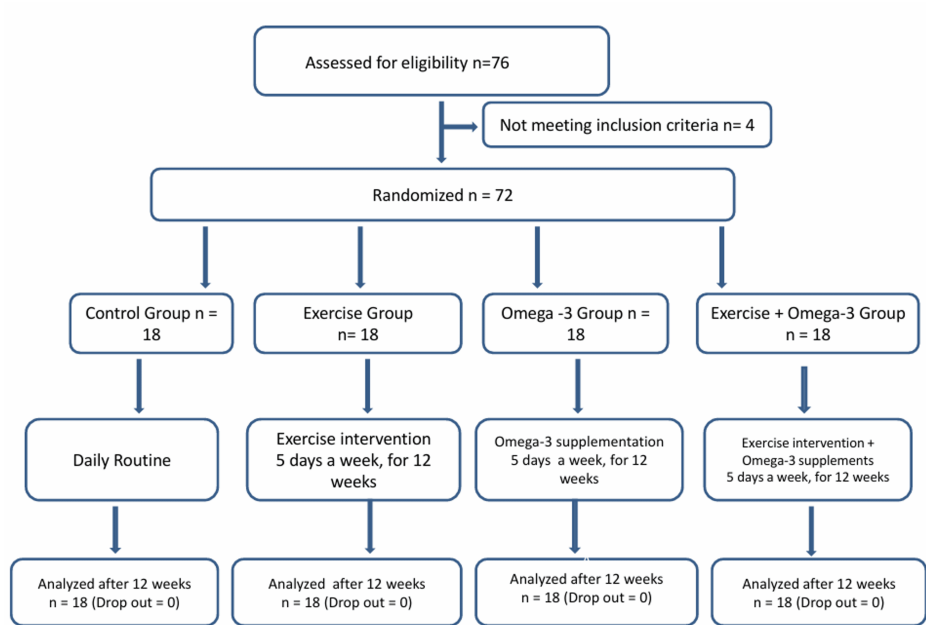 Assessed for eligibility n=76
Not meeting inclusion criteria n= 4
Randomized n = 72
Control Group n =
18
Exercise Group
n= 18
Omega -3 Group n =
18
Exercise + Omega-3 Group
n = 18
Daily Routine
Exercise intervention
5 days a week, for 12
weeks
Omega-3 supplementation
5 days a week, for 12
weeks
Exercise intervention +
Omega-3 supplements
5 days a week, for 12 weeks
Analyzed after 12 weeks
n = 18 (Drop out = 0)
Analyzed after 12 weeks
n = 18 (Drop out = 0)
Analyzed after 12 weeks
n = 18 (Drop out = 0)
Analyzed after 12 weeks
n = 18 (Drop out = 0)